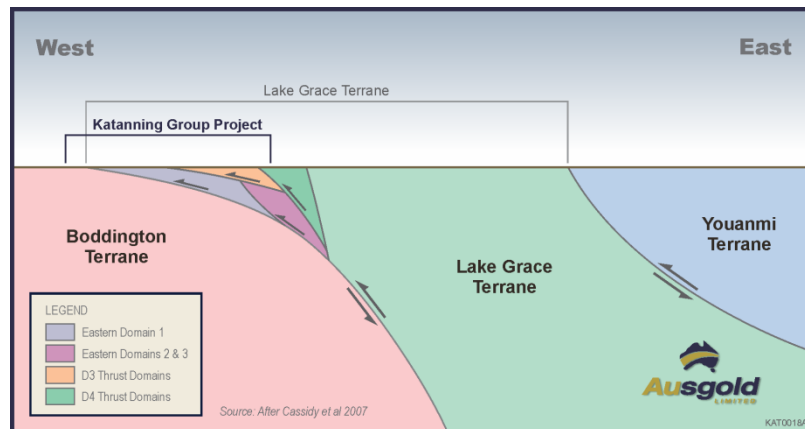 West
East
Lake Grace Terrane
Katanning Group Project
Boddington
Terrane
Lake Grace
Terrane
Youanmi
Terrane
LEGEND
Eastern Domain 1
Eastern Domains 2 & 3
D3 Thrust Domains
D4 Thrust Domains
Source: After Cassidy et al 2007
Ausgold
LIMITED
KAT0018A